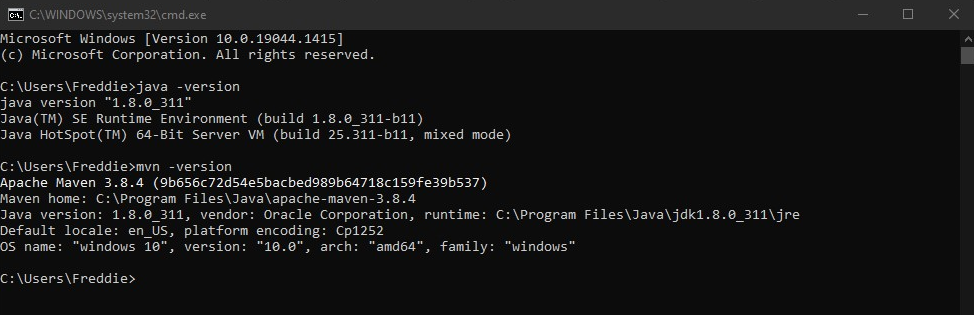 C:\WINDOWS\system32\cmd.exe
Microsoft Windows [Version 10.0.19044.1415]
(c) Microsoft Corporation. All rights reserved.
C:\Users\Freddie>java -version
java version "1.8.0_311"
Java(TM) SE Runtime Environment (build 1.8.0_311-b11)
Java HotSpot(TM) 64-Bit Server VM (build 25.311-b11, mixed mode)
C:\Users\Freddie>mvn -version
Apache Maven 3.8.4 (9b656c72d54e5bacbed989b64718c159fe39b537)
Maven home: C:\Program Files\Java\apache-maven-3.8.4
Java version: 1.8.0_311, vendor: Oracle Corporation, runtime: C:\Program Files\Java\jdk1.8.0_311\jre
Default locale: en_US, platform encoding: Cp1252
OS name: "windows 10", version: "10.0", arch: "amd64", family: "windows"
C:\Users\Freddie>